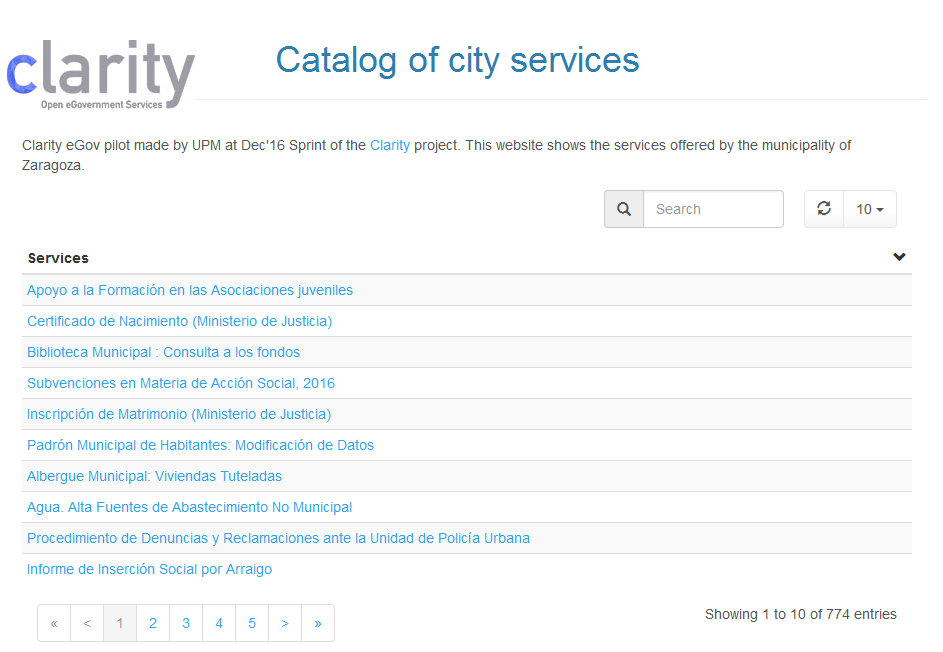 clarity
Open eGovernment Services
Catalog of city services
Clarity eGov pilot made by UPM at Dec'16 Sprint of the Clarity project. This website shows the services offered by the municipality of
Zaragoza.
Search
10
Services
Apoyo a la Formación en las Asociaciones juveniles
Certificado de Nacimiento (Ministerio de Justicia)
Biblioteca Municipal : Consulta a los fondos
Subvenciones en Materia de Acción Social, 2016
Inscripción de Matrimonio (Ministerio de Justicia)
Padrón Municipal de Habitantes: Modificación de Datos
Albergue Municipal: Viviendas Tuteladas
Agua. Alta Fuentes de Abastecimiento No Municipal
Procedimiento de Denuncias y Reclamaciones ante la Unidad de Policía Urbana
Informe de Inserción Social por Arraigo
« < 1 2 3 4 5 > »
Showing 1 to 10 of 774 entries